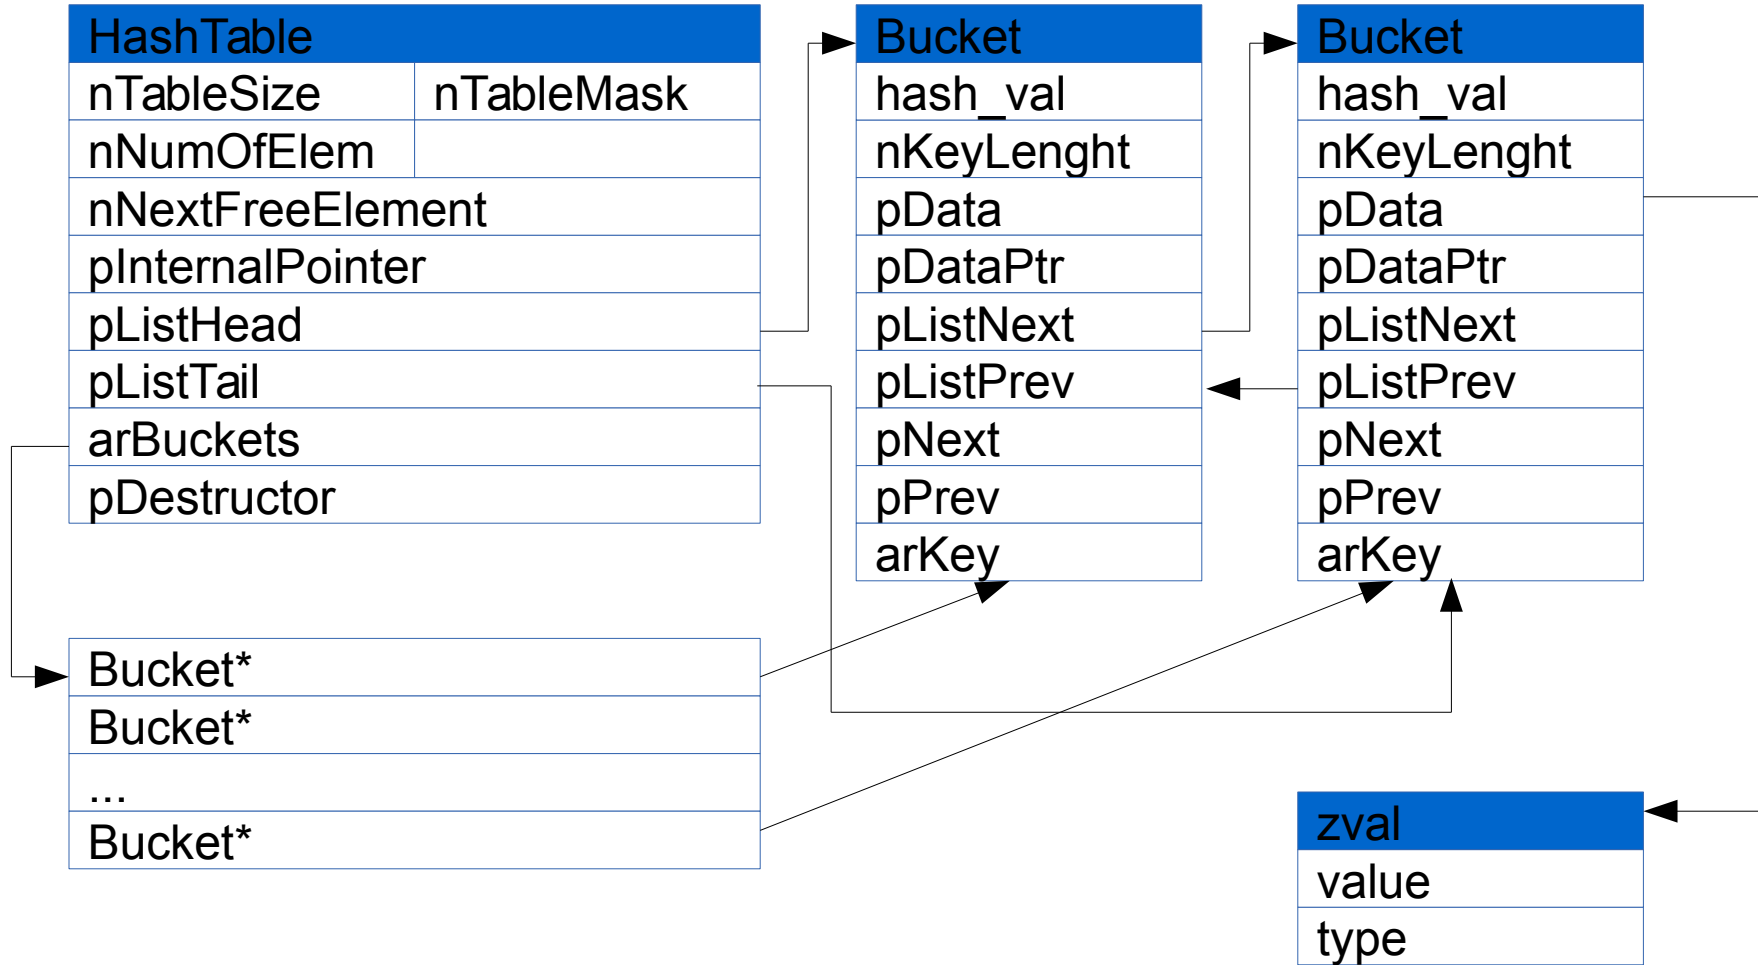 HashTable
nTableSize nTableMask
nNumOfElem
nNextFreeElement
pInternalPointer
pListHead
pListTail
arBuckets
pDestructor
Bucket*
Bucket*
...
Bucket*
Bucket
hash_val
nKeyLenght
pData
pDataPtr
pListNext
pListPrev
pNext
pPrev
arKey
Bucket
hash_val
nKeyLenght
pData
pDataPtr
pListNext
pListPrev
pNext
pPrev
arKey
zval
value
type